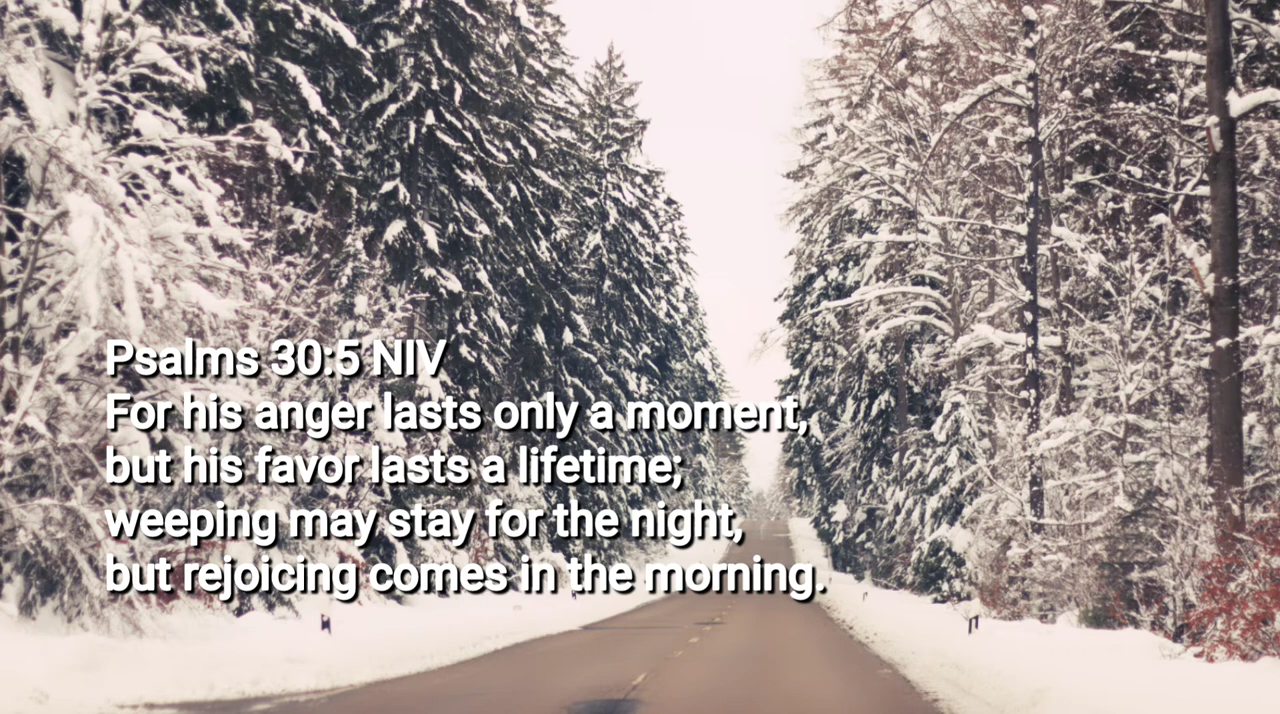 Psalms 30:5 NIV
For his anger lasts only a moment,
but his favor lasts a lifetime;
weeping may stay for the night,
but rejoicing comes in the morning.